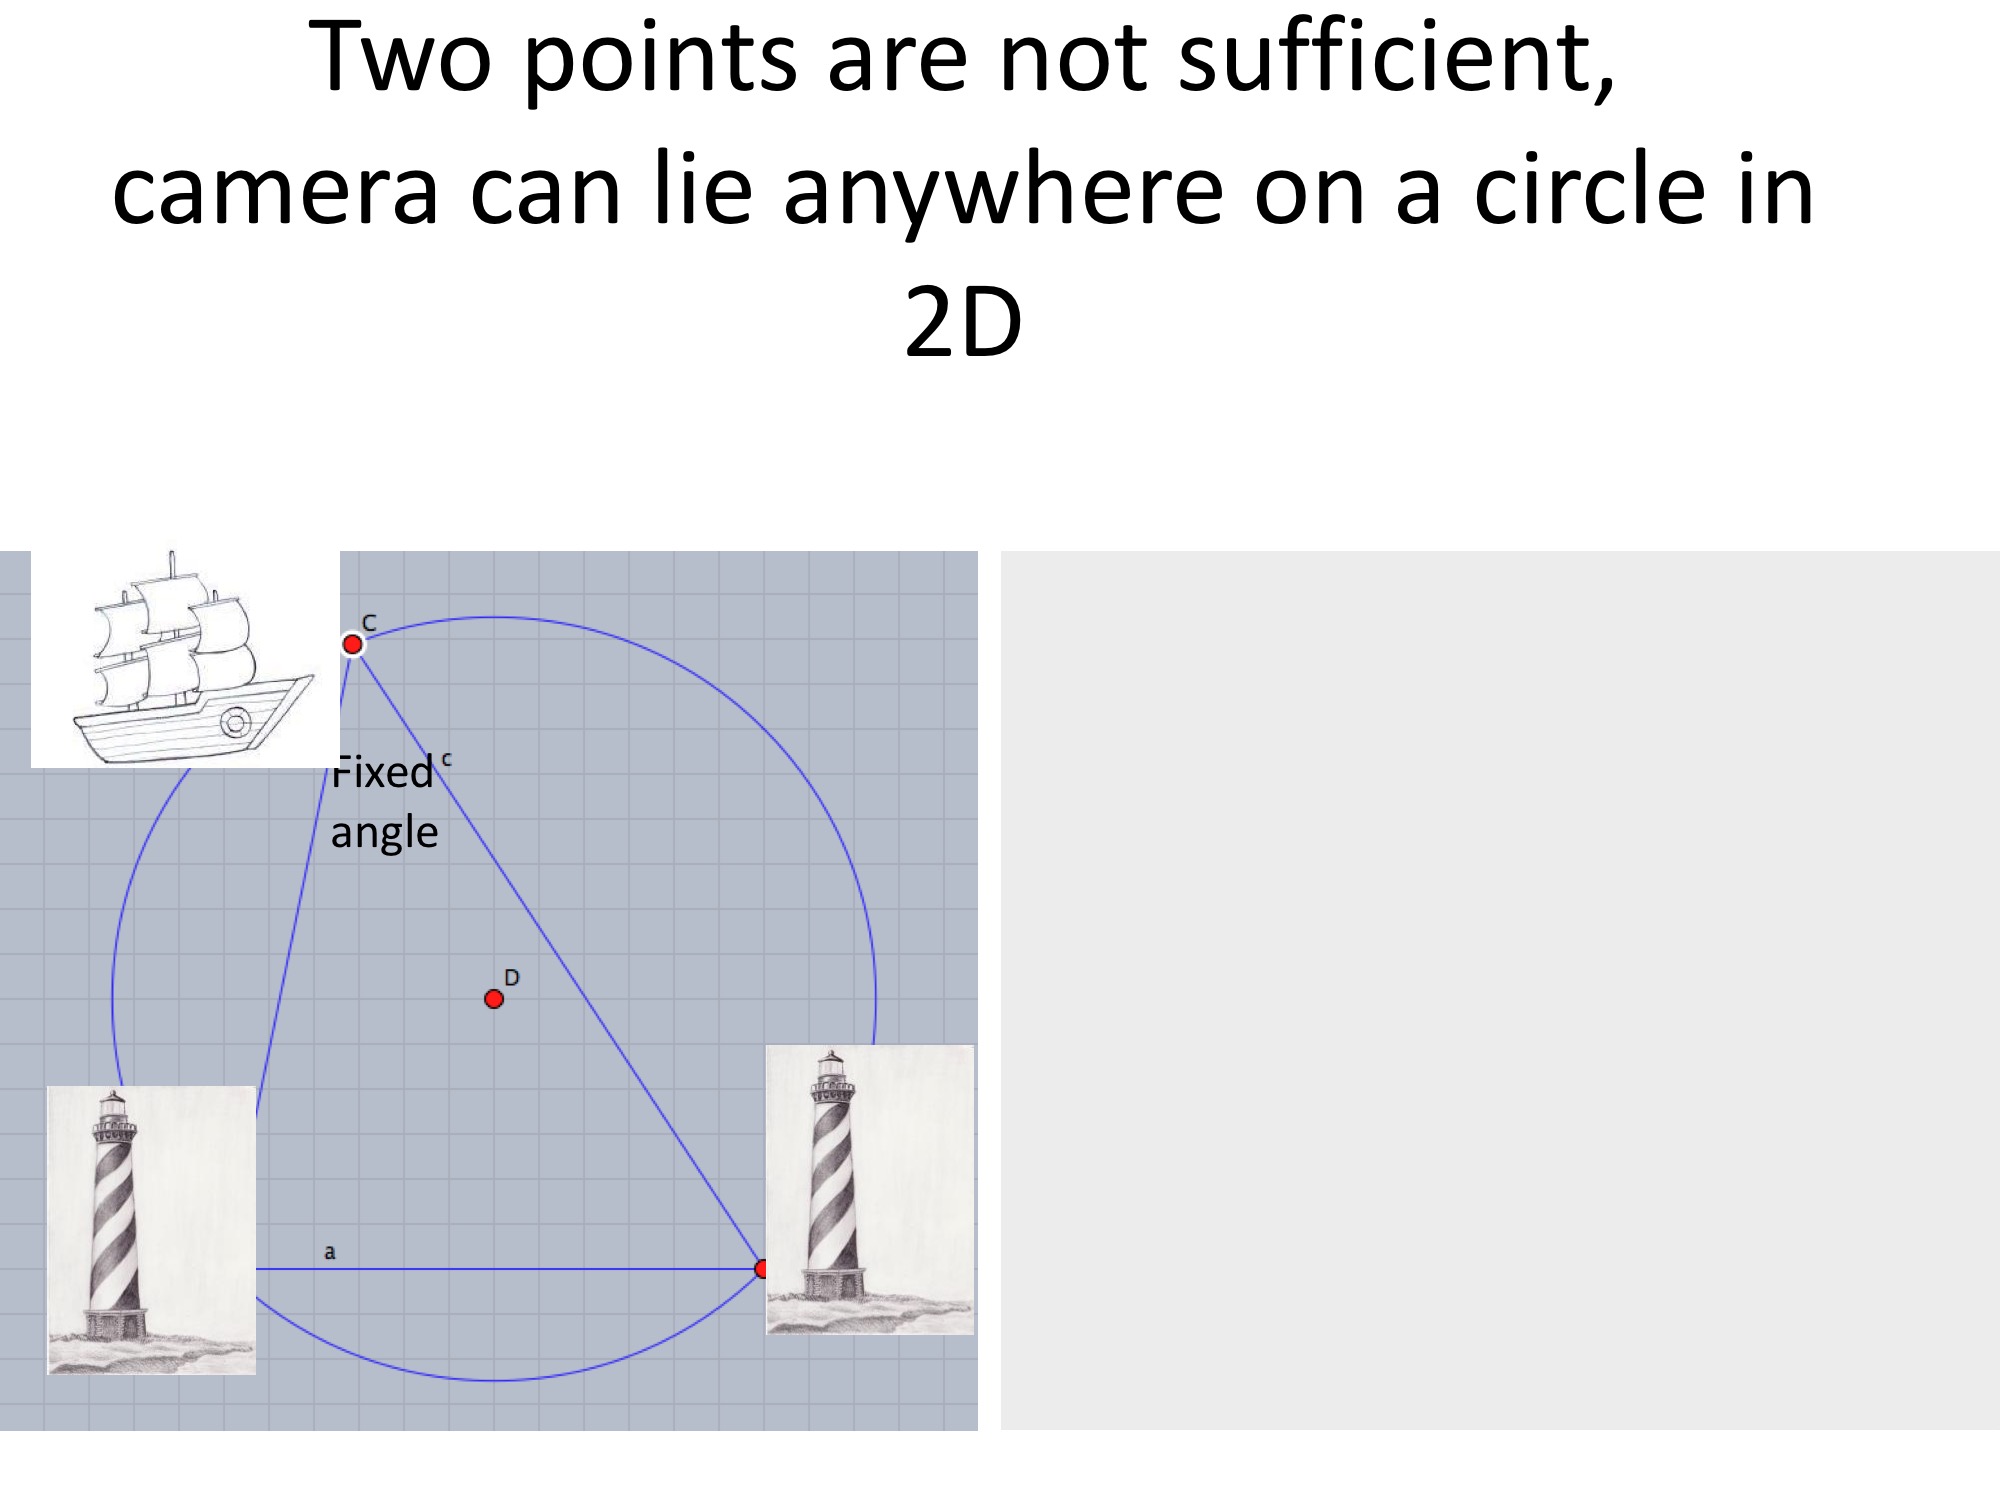 Two points are not sufficient,
camera can lie anywhere on a circle in
2D
C
Fixed
c
angle
D
a